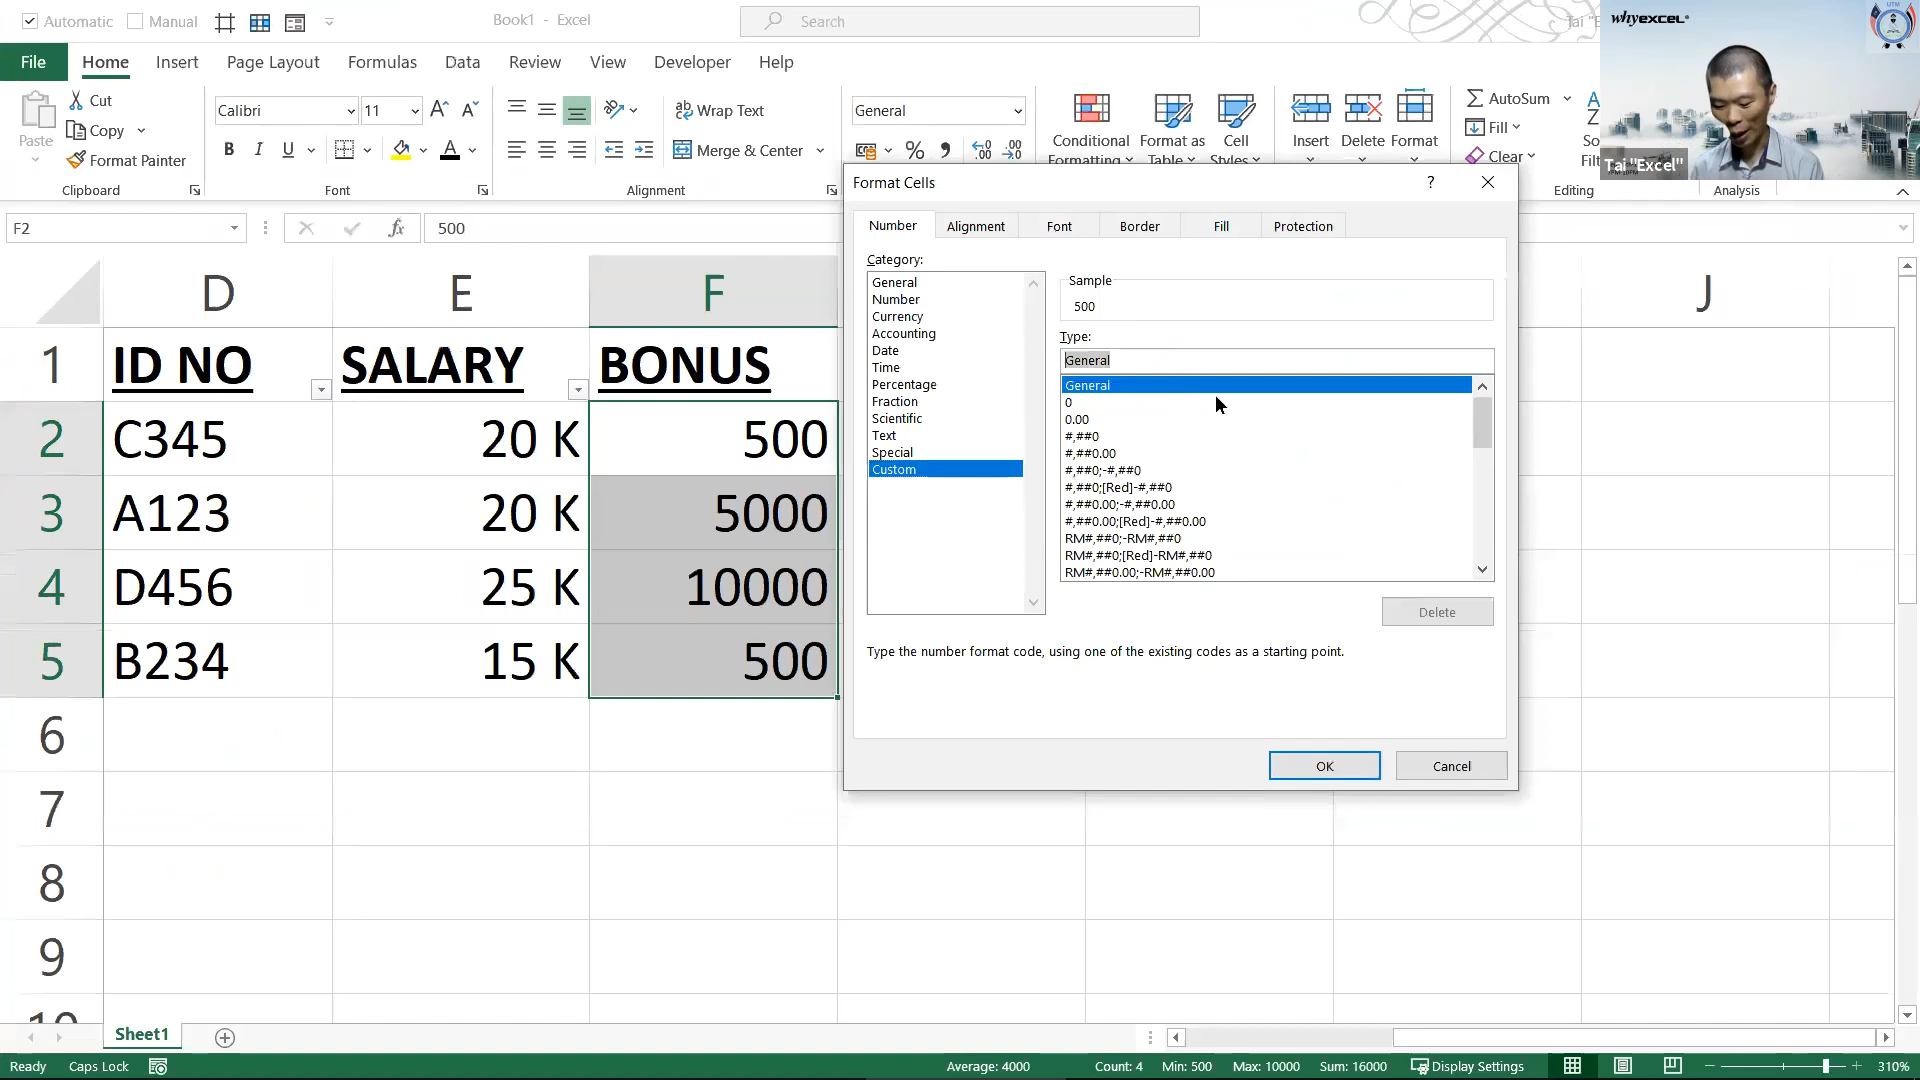 Automatic Manual Book1 - Excel Search
whyexcel UTM
File Home Insert Page Layout Formulas Data Review View Developer Help
Paste Cut Copy Format Painter Clipboard
Calibri 11 B I U Font
Wrap Text Merge & Center Alignment
General % ,
Conditional Formatting Format as Table Cell Styles
Insert Delete Format
AutoSum Fill Clear
Editing Analysis
Tai "Excel"
F2 fx 500
Format Cells ?
Number Alignment Font Border Fill Protection
Category:
General
Number
Currency
Accounting
Date
Time
Percentage
Fraction
Scientific
Text
Special
Custom
Sample
500
Type:
General
General
0
0.00
#,##0
#,##0.00
#,##0;-#,##0
#,##0;[Red]-#,##0
#,##0.00;-#,##0.00
#,##0.00;[Red]-#,##0.00
RM#,##0;-RM#,##0
RM#,##0;[Red]-RM#,##0
RM#,##0.00;-RM#,##0.00
Delete
Type the number format code, using one of the existing codes as a starting point.
OK Cancel
D E F J
1 ID NO SALARY BONUS
2 C345 20 K 500
3 A123 20 K 5000
4 D456 25 K 10000
5 B234 15 K 500
6
7
8
9
10
Sheet1
Ready Caps Lock Average: 4000 Count: 4 Min: 500 Max: 10000 Sum: 16000 Display Settings 310%